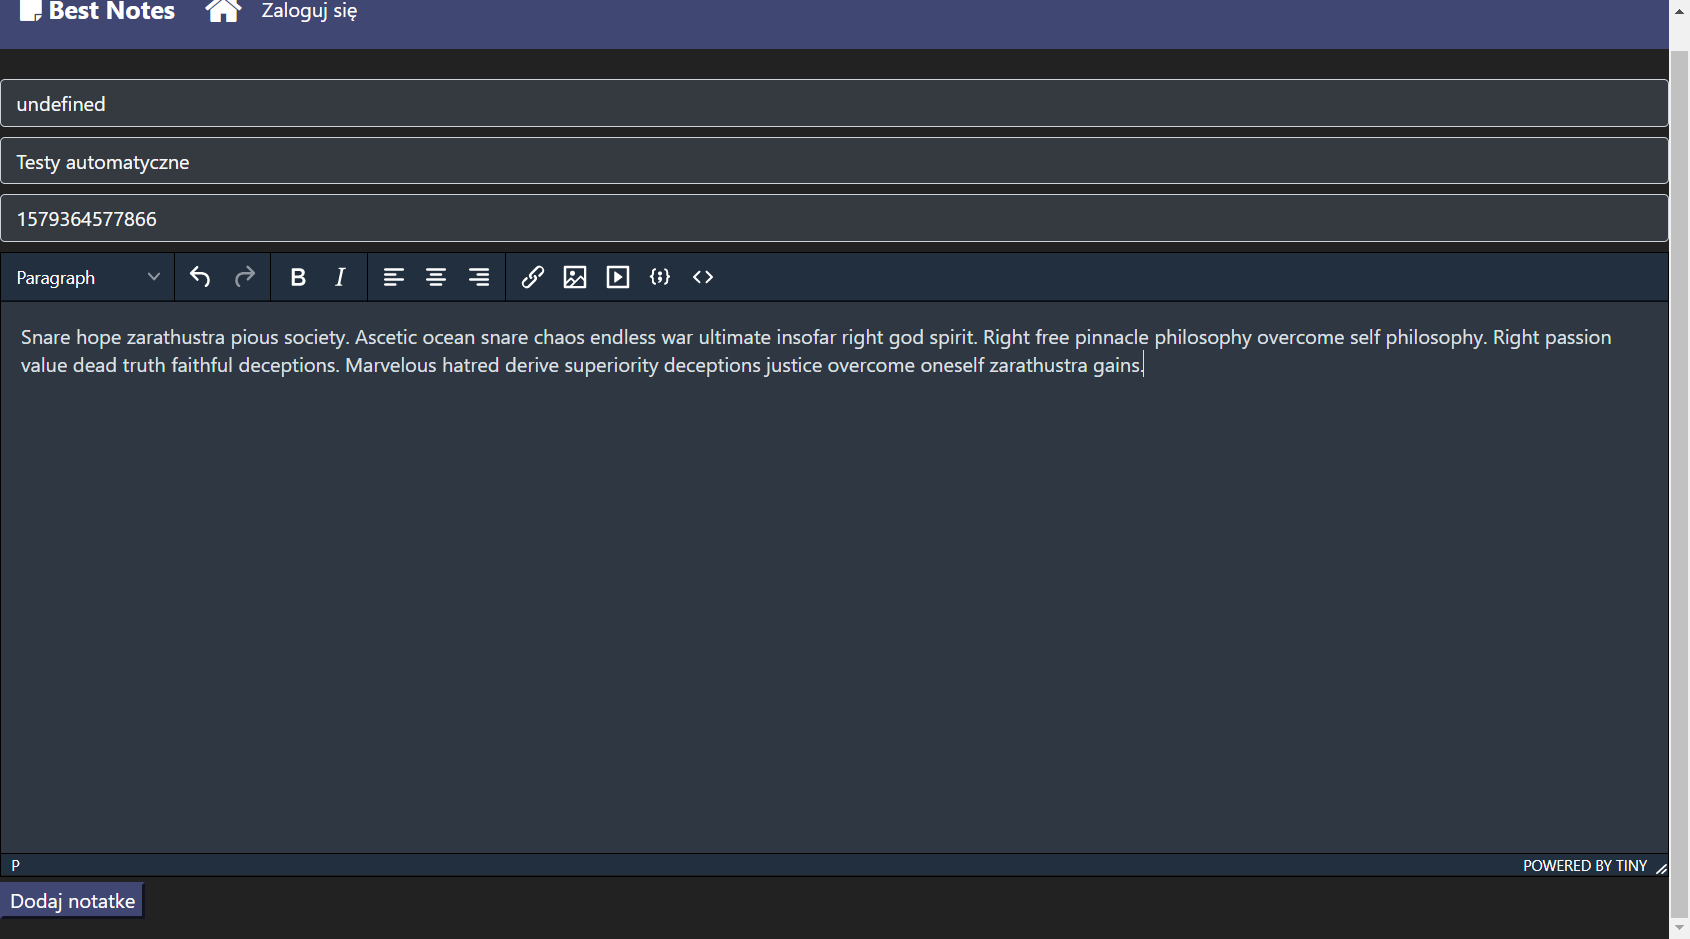 Best Notes Zaloguj się
undefined
Testy automatyczne
1579364577866
Paragraph B I
Snare hope zarathustra pious society. Ascetic ocean snare chaos endless war ultimate insofar right god spirit. Right free pinnacle philosophy overcome self philosophy. Right passion
value dead truth faithful deceptions. Marvelous hatred derive superiority deceptions justice overcome oneself zarathustra gains.
P POWERED BY TINY
Dodaj notatke